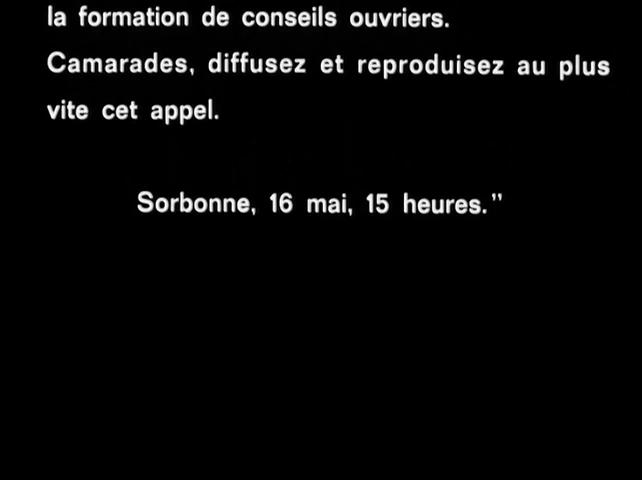 la formation de conseils ouvriers.
Camarades, diffusez et reproduisez au plus
vite cet appel.
Sorbonne, 16 mai, 15 heures."